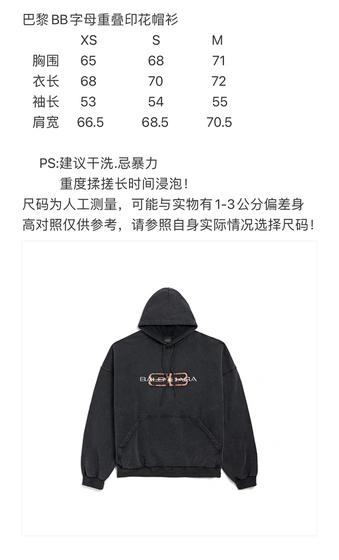 巴黎BB字母重叠印花帽衫
XS S M
胸围 65 68 71
衣长 68 70 72
袖长 53 54 55
肩宽 66.5 68.5 70.5
PS:建议干洗.忌暴力
重度揉搓长时间浸泡！
尺码为人工测量，可能与实物有1-3公分偏差身
高对照仅供参考，请参照自身实际情况选择尺码！